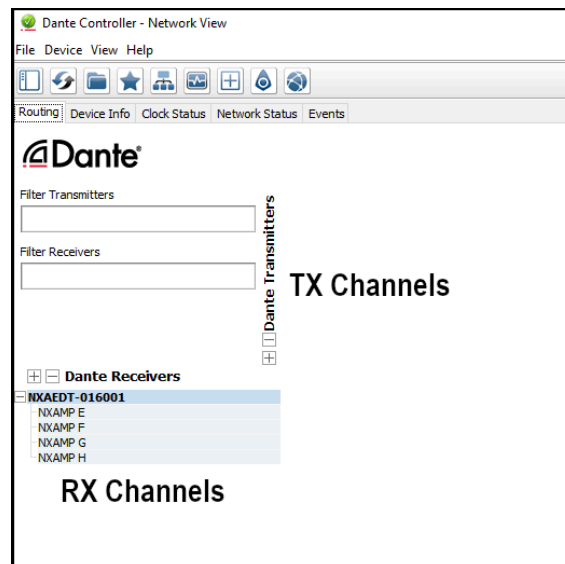 Dante Controller - Network View
File Device View Help
Routing Device Info Clock Status Network Status Events
Dante®
Filter Transmitters
Filter Receivers
Dante Transmitters
TX Channels
Dante Receivers
NXAEDT-016001
NXAMP E
NXAMP F
NXAMP G
NXAMP H
RX Channels